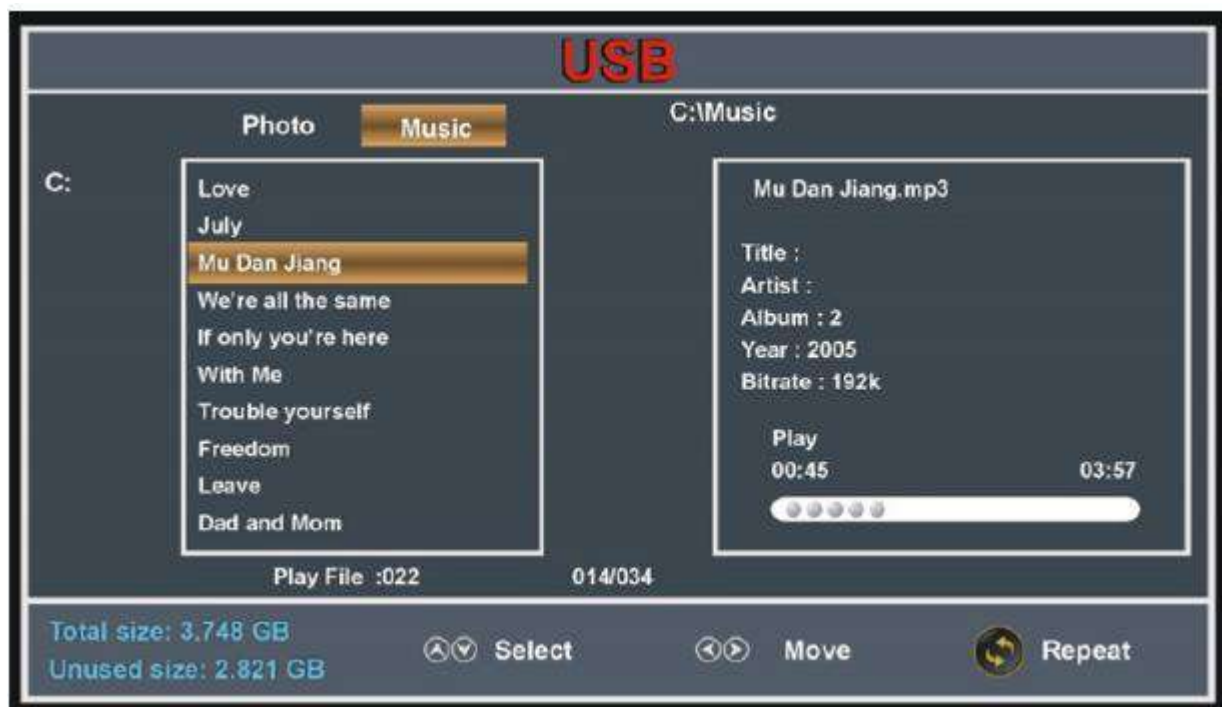 USB
Photo
Music
C:\Music
C:
Love
July
Mu Dan Jiang
We're all the same
If only you're here
With Me
Trouble yourself
Freedom
Leave
Dad and Mom
Mu Dan Jiang.mp3
Title :
Artist :
Album : 2
Year : 2005
Bitrate : 192k
Play
00:45 03:57
Play File :022 014/034
Total size: 3.748 GB
Unused size: 2.821 GB
Select
Move
Repeat